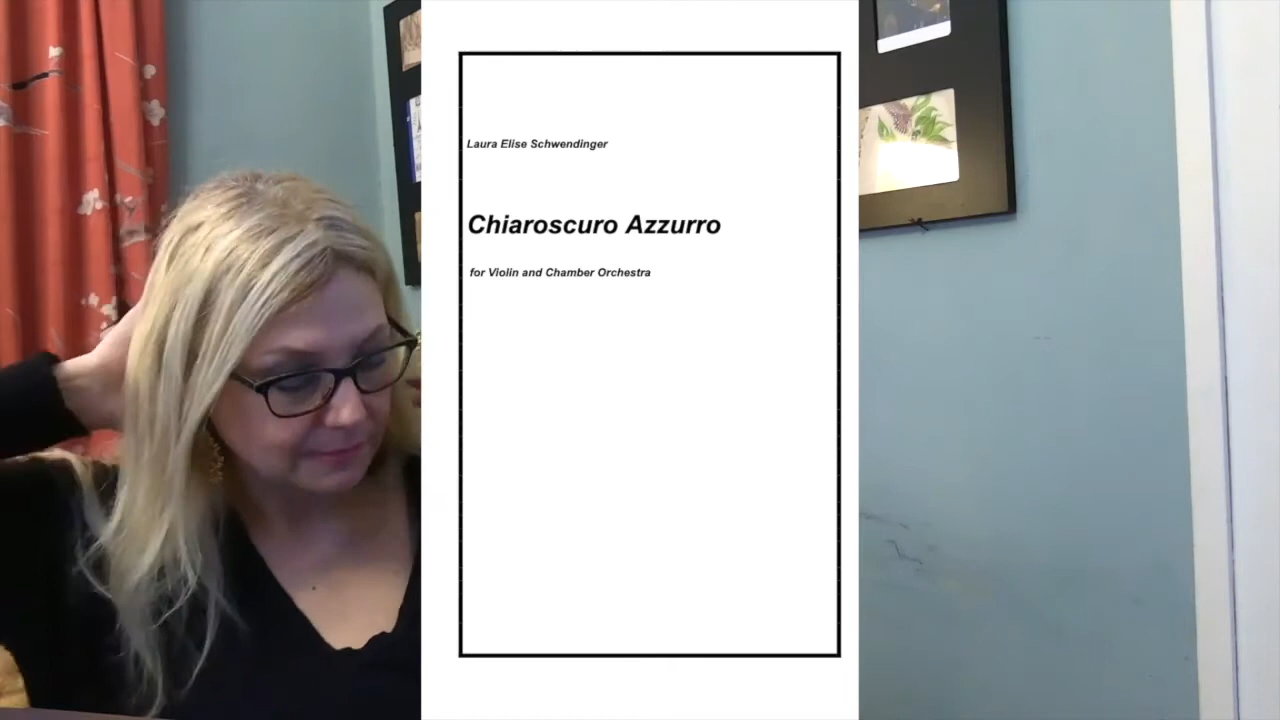 Laura Elise Schwendinger
Chiaroscuro Azzurro
for Violin and Chamber Orchestra